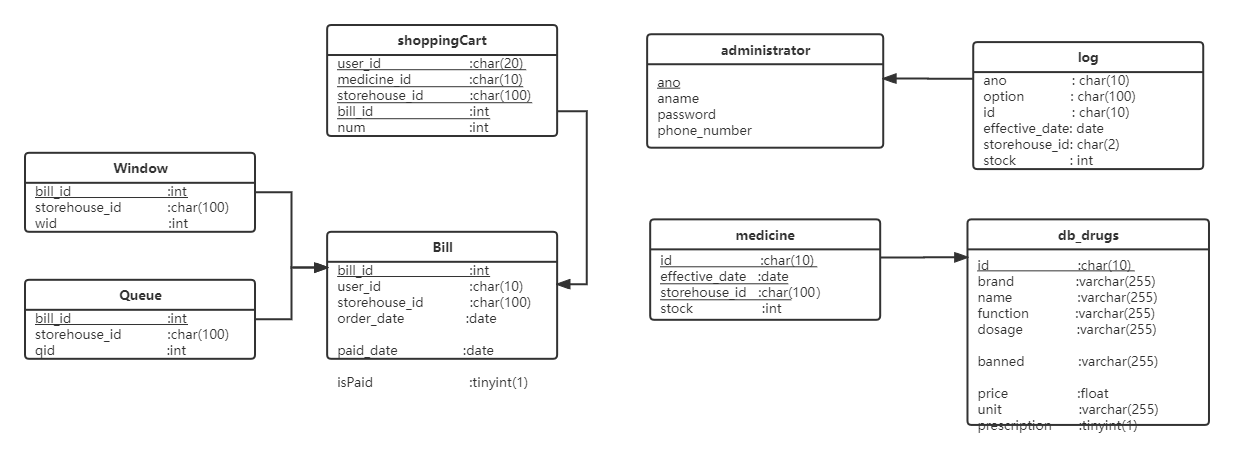 shoppingCart
user_id :char(20)
medicine_id :char(10)
storehouse_id :char(100)
bill_id :int
num :int
Window
bill_id :int
storehouse_id :char(100)
wid :int
Queue
bill_id :int
storehouse_id :char(100)
qid :int
Bill
bill_id :int
user_id :char(10)
storehouse_id :char(100)
order_date :date
paid_date :date
isPaid :tinyint(1)
administrator
ano
aname
password
phone_number
log
ano : char(10)
option : char(100)
id : char(10)
effective_date: date
storehouse_id: char(2)
stock : int
medicine
id :char(10)
effective_date :date
storehouse_id :char(100)
stock :int
db_drugs
id :char(10)
brand :varchar(255)
name :varchar(255)
function :varchar(255)
dosage :varchar(255)
banned :varchar(255)
price :float
unit :varchar(255)
prescription :tinyint(1)